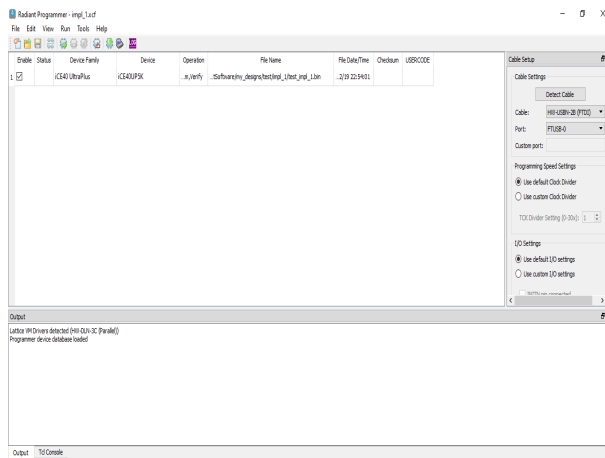 Radiant Programmer - impl_1.xcf
File Edit View Run Tools Help
Enable Status Device Family Device Operation File Name File Date/Time Checksum USERCODE
1 iCE40 UltraPlus iCE40UP5K ...m,Verify ...tSoftware/my_designs/test/impl_1/test_impl_1.bin ...2/19 22:54:01
Cable Setup
Cable Settings
Detect Cable
Cable: HW-USBN-2B (FTDI)
Port: FTUSB-0
Custom port:
Programming Speed Settings
Use default Clock Divider
Use custom Clock Divider
TCK Divider Setting (0-30x): 1
I/O Settings
Use default I/O settings
Use custom I/O settings
Output
Lattice VM Drivers detected (HW-DLN-3C (Parallel))
Programmer device database loaded
Output Tcl Console